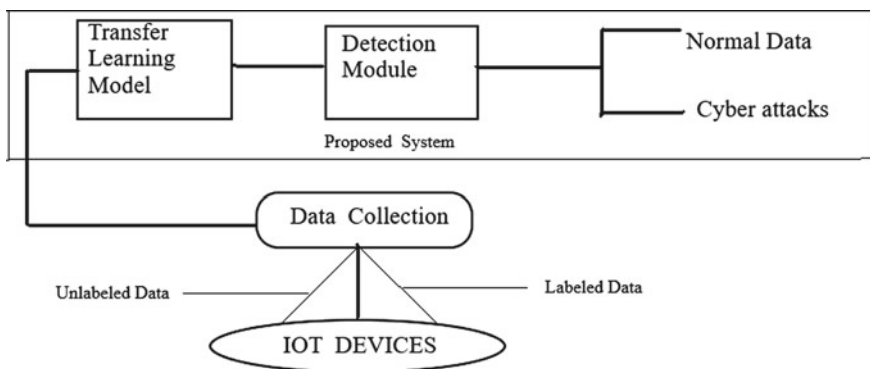 Transfer
Learning
Model
Detection
Module
Normal Data
Cyber attacks
Proposed System
Data Collection
Unlabeled Data
Labeled Data
IOT DEVICES